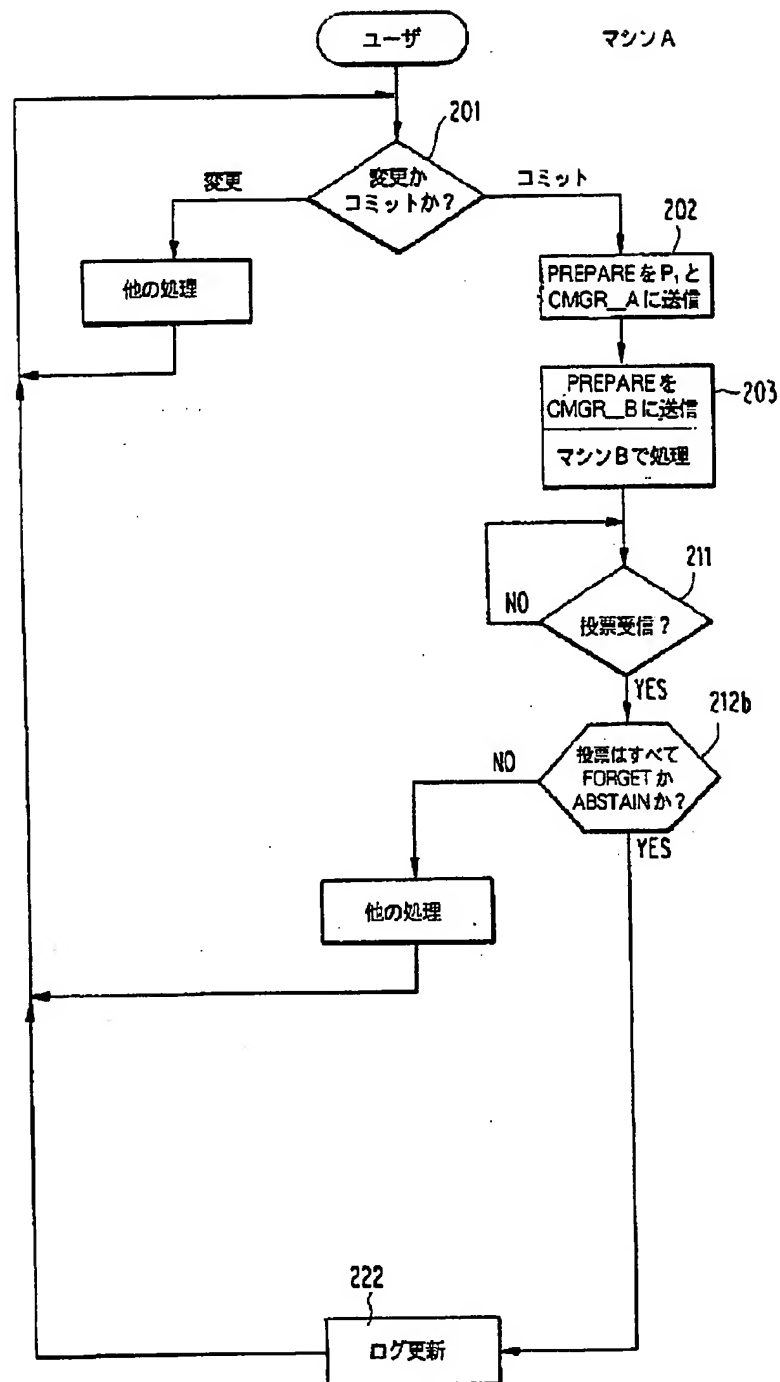 ユーザ
マシンA
201
変更か
コミットか?
変更
コミット
他の処理
202
PREPAREをP₁と
CMGR__Aに送信
203
PREPAREを
CMGR__Bに送信
マシンBで処理
211
NO
投票受信?
YES
212b
NO
投票はすべて
FORGETか
ABSTAINか?
YES
他の処理
222
ログ更新